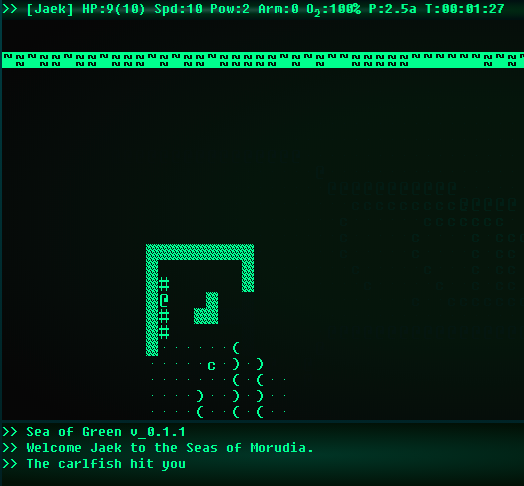 >> [Jaek] HP:9(10) Spd:10 Pow:2 Arm:0 O₂:100% P:2.5a T:00:01:27
>> Sea of Green v_0.1.1
>> Welcome Jaek to the Seas of Morudia.
>> The carlfish hit you